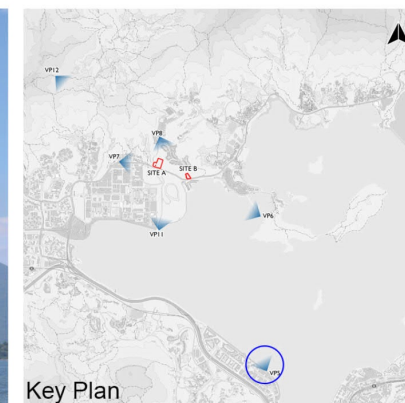 VP12
VP8
VP7
SITE A
SITE B
VP6
VP11
VP5
Key Plan